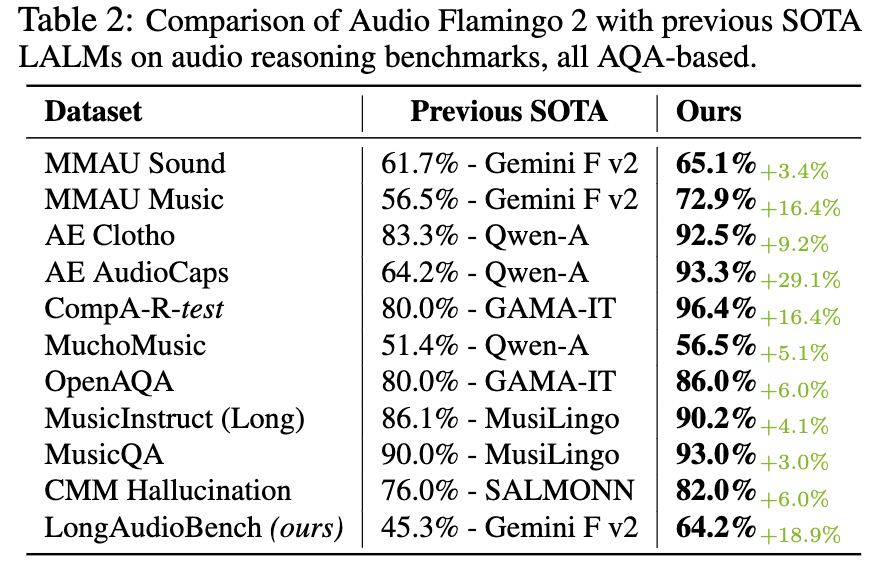 Table 2: Comparison of Audio Flamingo 2 with previous SOTA
LALMs on audio reasoning benchmarks, all AQA-based.
Dataset Previous SOTA Ours
MMAU Sound 61.7% - Gemini F v2 65.1% +3.4%
MMAU Music 56.5% - Gemini F v2 72.9% +16.4%
AE Clotho 83.3% - Qwen-A 92.5% +9.2%
AE AudioCaps 64.2% - Qwen-A 93.3% +29.1%
CompA-R-test 80.0% - GAMA-IT 96.4% +16.4%
MuchoMusic 51.4% - Qwen-A 56.5% +5.1%
OpenAQA 80.0% - GAMA-IT 86.0% +6.0%
MusicInstruct (Long) 86.1% - MusiLingo 90.2% +4.1%
MusicQA 90.0% - MusiLingo 93.0% +3.0%
CMM Hallucination 76.0% - SALMONN 82.0% +6.0%
LongAudioBench (ours) 45.3% - Gemini F v2 64.2% +18.9%